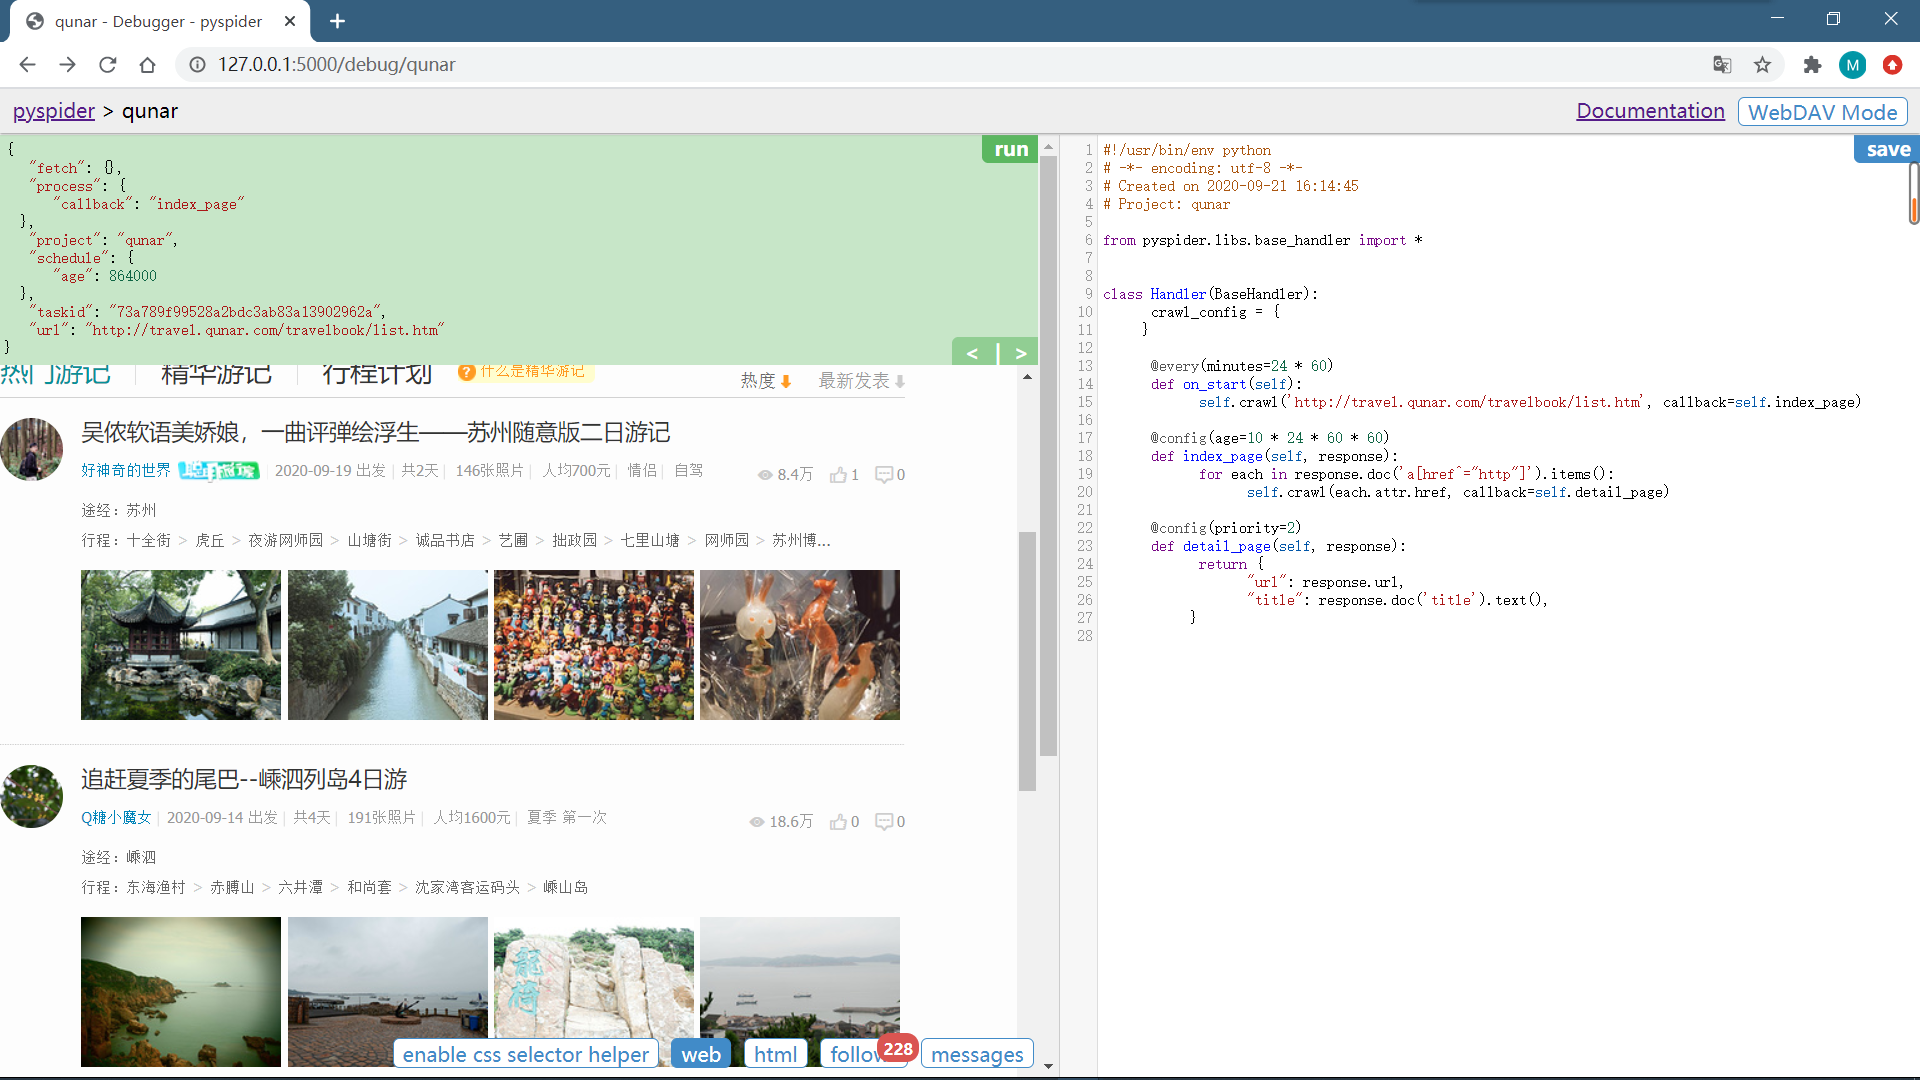 qunar - Debugger - pyspider
127.0.0.1:5000/debug/qunar
M
pyspider > qunar
Documentation
WebDAV Mode
{
"fetch": {},
"process": {
"callback": "index_page"
},
"project": "qunar",
"schedule": {
"age": 864000
},
"taskid": "73a789f99528a2bdc3ab83a13902962a",
"url": "http://travel.qunar.com/travelbook/list.htm"
}
run
< | >
热门游记
精华游记
行程计划
? 什么是精华游记
热度
最新发表
吴侬软语美娇娘，一曲评弹绘浮生——苏州随意版二日游记
好神奇的世界
2020-09-19 出发 | 共2天 | 146张照片 | 人均700元 | 情侣 | 自驾
8.4万 1 0
途经：苏州
行程：十全街 > 虎丘 > 夜游网师园 > 山塘街 > 诚品书店 > 艺圃 > 拙政园 > 七里山塘 > 网师园 > 苏州博...
追赶夏季的尾巴--嵊泗列岛4日游
Q糖小魔女 | 2020-09-14 出发 | 共4天 | 191张照片 | 人均1600元 | 夏季 第一次
18.6万 0 0
途经：嵊泗
行程：东海渔村 > 赤膊山 > 六井潭 > 和尚套 > 沈家湾客运码头 > 嵊山岛
龍椅
enable css selector helper
web
html
follow
228
messages
save
1 #!/usr/bin/env python
2 # -*- encoding: utf-8 -*-
3 # Created on 2020-09-21 16:14:45
4 # Project: qunar
5
6 from pyspider.libs.base_handler import *
7
8
9 class Handler(BaseHandler):
10 crawl_config = {
11 }
12
13 @every(minutes=24 * 60)
14 def on_start(self):
15 self.crawl('http://travel.qunar.com/travelbook/list.htm', callback=self.index_page)
16
17 @config(age=10 * 24 * 60 * 60)
18 def index_page(self, response):
19 for each in response.doc('a[href^="http"]').items():
20 self.crawl(each.attr.href, callback=self.detail_page)
21
22 @config(priority=2)
23 def detail_page(self, response):
24 return {
25 "url": response.url,
26 "title": response.doc('title').text(),
27 }
28